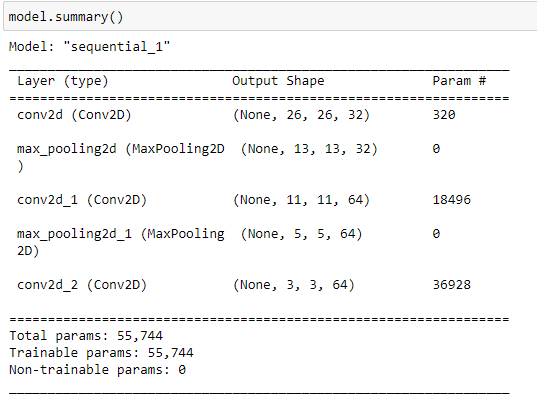 model.summary()
Model: "sequential_1"
_________________________________________________________________
Layer (type) Output Shape Param #
=================================================================
conv2d (Conv2D) (None, 26, 26, 32) 320
max_pooling2d (MaxPooling2D (None, 13, 13, 32) 0
)
conv2d_1 (Conv2D) (None, 11, 11, 64) 18496
max_pooling2d_1 (MaxPooling (None, 5, 5, 64) 0
2D)
conv2d_2 (Conv2D) (None, 3, 3, 64) 36928
=================================================================
Total params: 55,744
Trainable params: 55,744
Non-trainable params: 0
_________________________________________________________________